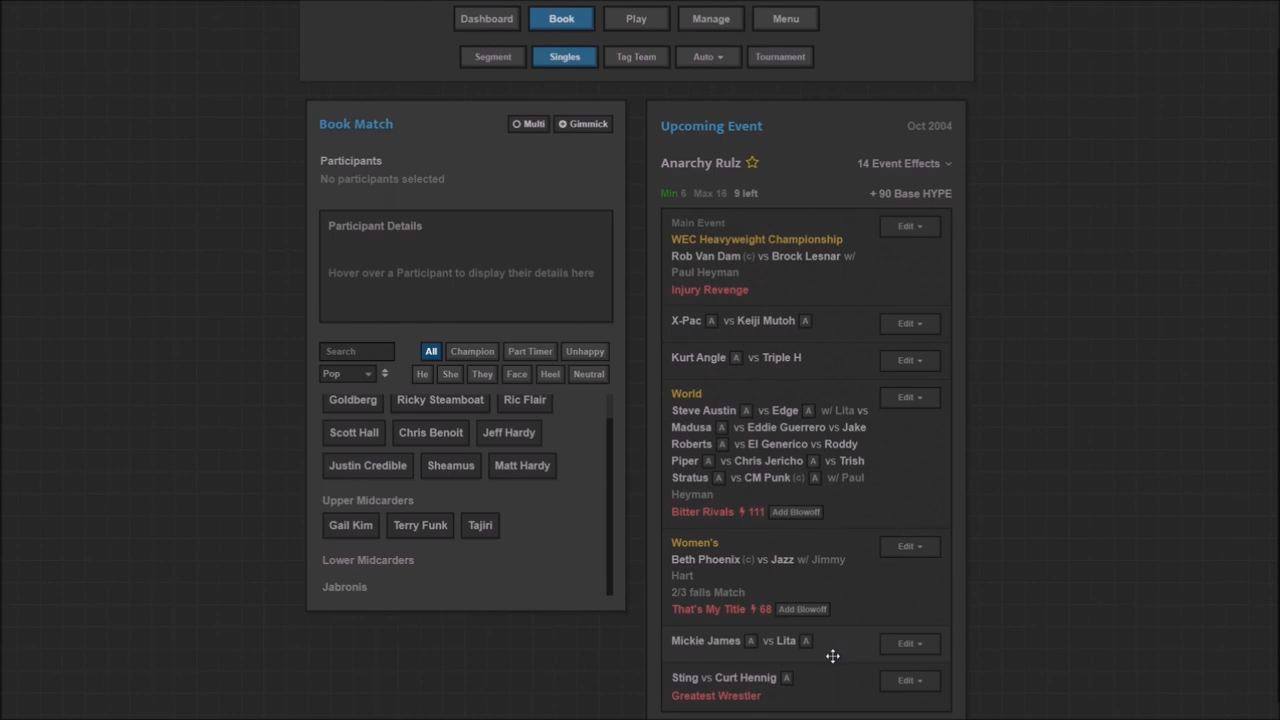 Dashboard Book Play Manage Menu
Segment Singles Tag Team Auto Tournament
Book Match Multi Gimmick
Participants
No participants selected
Participant Details
Hover over a Participant to display their details here
Search All Champion Part Timer Unhappy
Pop He She They Face Heel Neutral
Goldberg Ricky Steamboat Ric Flair
Scott Hall Chris Benoit Jeff Hardy
Justin Credible Sheamus Matt Hardy
Upper Midcarders
Gail Kim Terry Funk Tajiri
Lower Midcarders
Jabronis
Upcoming Event Oct 2004
Anarchy Rulz 14 Event Effects
Min 6 Max 16 9 left + 90 Base HYPE
Main Event Edit
WEC Heavyweight Championship
Rob Van Dam (c) vs Brock Lesnar w/
Paul Heyman
Injury Revenge
X-Pac A vs Keiji Mutoh A Edit
Kurt Angle A vs Triple H Edit
World Edit
Steve Austin A vs Edge A w/ Lita vs
Madusa A vs Eddie Guerrero vs Jake
Roberts A vs El Generico vs Roddy
Piper A vs Chris Jericho A vs Trish
Stratus A vs CM Punk (c) A w/ Paul
Heyman
Bitter Rivals 111 Add Blowoff
Women's Edit
Beth Phoenix (c) vs Jazz w/ Jimmy
Hart
2/3 falls Match
That's My Title 68 Add Blowoff
Mickie James A vs Lita A Edit
Sting vs Curt Hennig A Edit
Greatest Wrestler